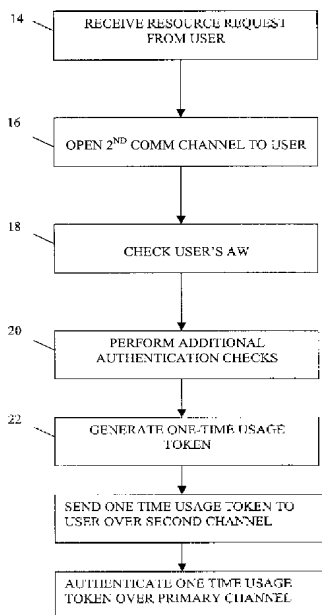 14
RECEIVE RESOURCE REQUEST
FROM USER
16
OPEN 2ND COMM CHANNEL TO USER
18
CHECK USER'S AW
20
PERFORM ADDITIONAL
AUTHENTICATION CHECKS
22
GENERATE ONE-TIME USAGE
TOKEN
SEND ONE TIME USAGE TOKEN TO
USER OVER SECOND CHANNEL
AUTHENTICATE ONE TIME USAGE
TOKEN OVER PRIMARY CHANNEL